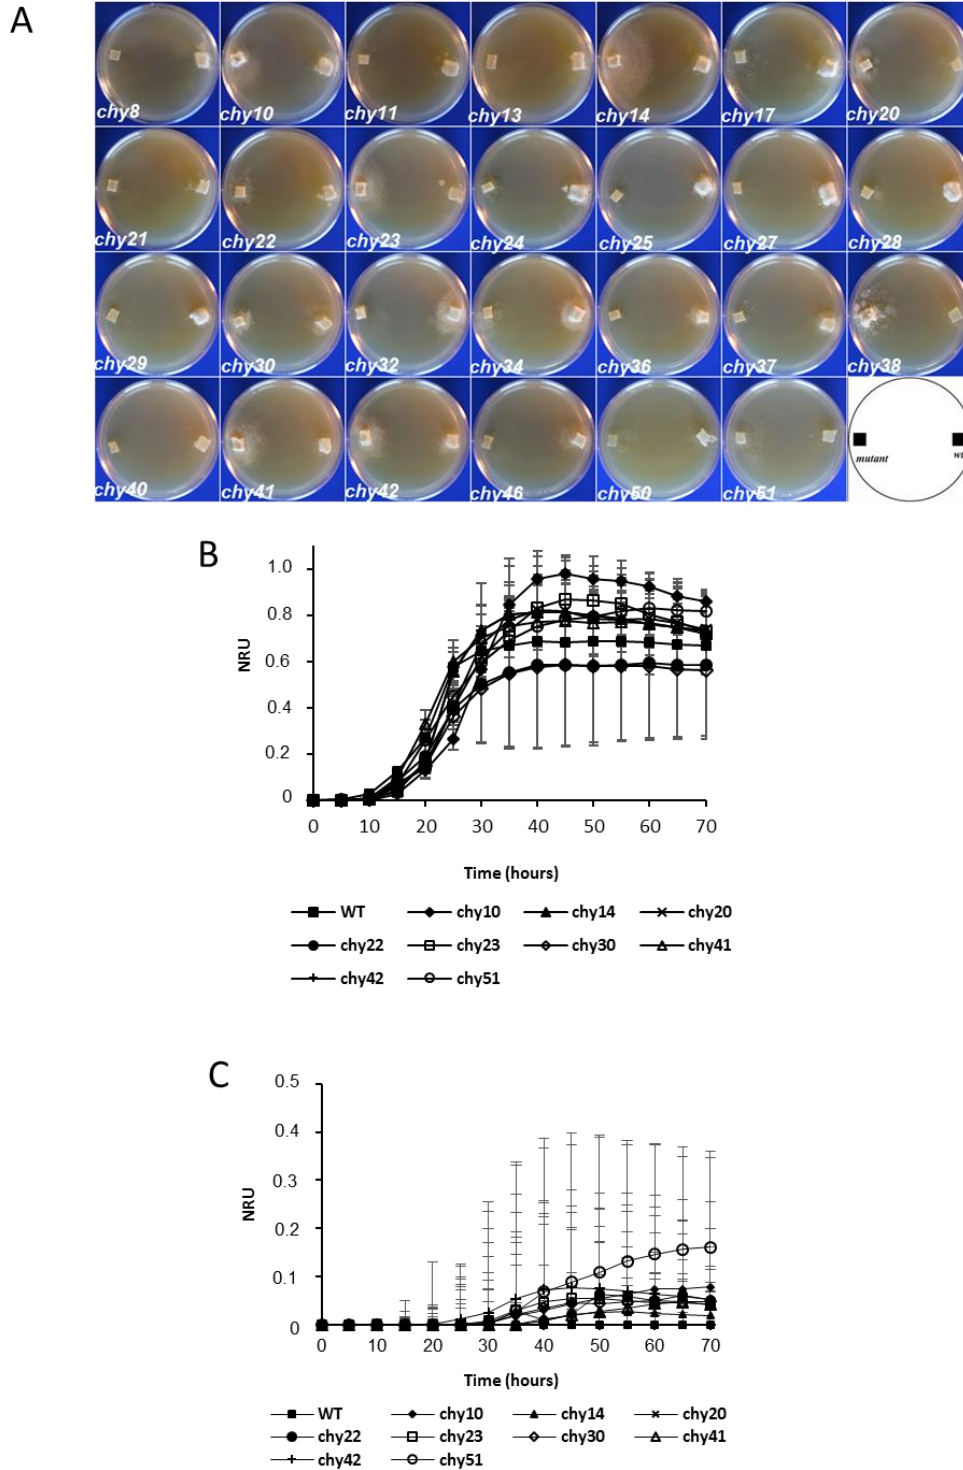 A
chy8 chy10 chy11 chy13 chy14 chy17 chy20
chy21 chy22 chy23 chy24 chy25 chy27 chy28
chy29 chy30 chy32 chy34 chy36 chy37 chy38
chy40 chy41 chy42 chy46 chy50 chy51 mutant
B
NRU
1.0
0.8
0.6
0.4
0.2
0
0 10 20 30 40 50 60 70
Time (hours)
WT chy10 chy14 chy20
chy22 chy23 chy30 chy41
chy42 chy51
C
NRU
0.5
0.4
0.3
0.2
0.1
0
0 10 20 30 40 50 60 70
Time (hours)
WT chy10 chy14 chy20
chy22 chy23 chy30 chy41
chy42 chy51